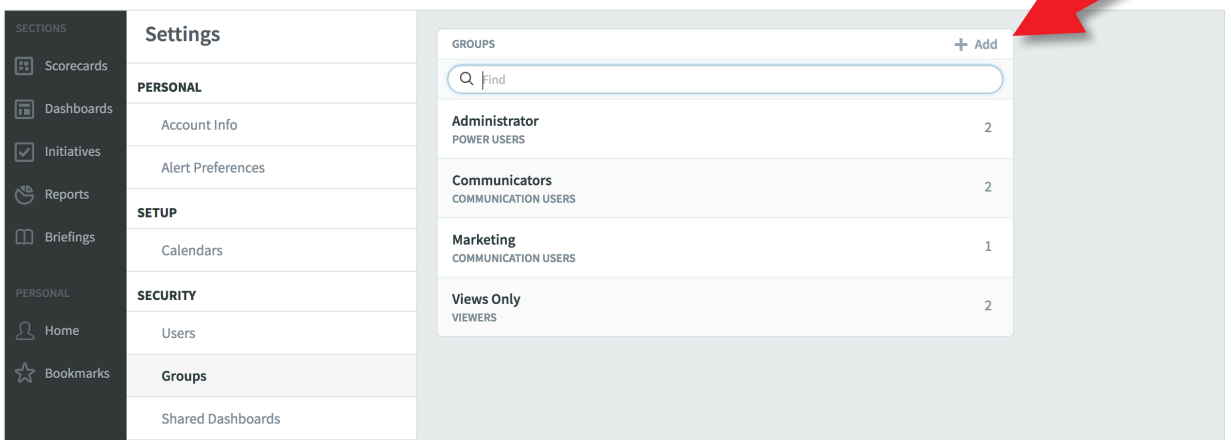 SECTIONS
Scorecards
Dashboards
Initiatives
Reports
Briefings
PERSONAL
Home
Bookmarks
Settings
PERSONAL
Account Info
Alert Preferences
SETUP
Calendars
SECURITY
Users
Groups
Shared Dashboards
GROUPS
+ Add
Find
Administrator 2
POWER USERS
Communicators 2
COMMUNICATION USERS
Marketing 1
COMMUNICATION USERS
Views Only 2
VIEWERS